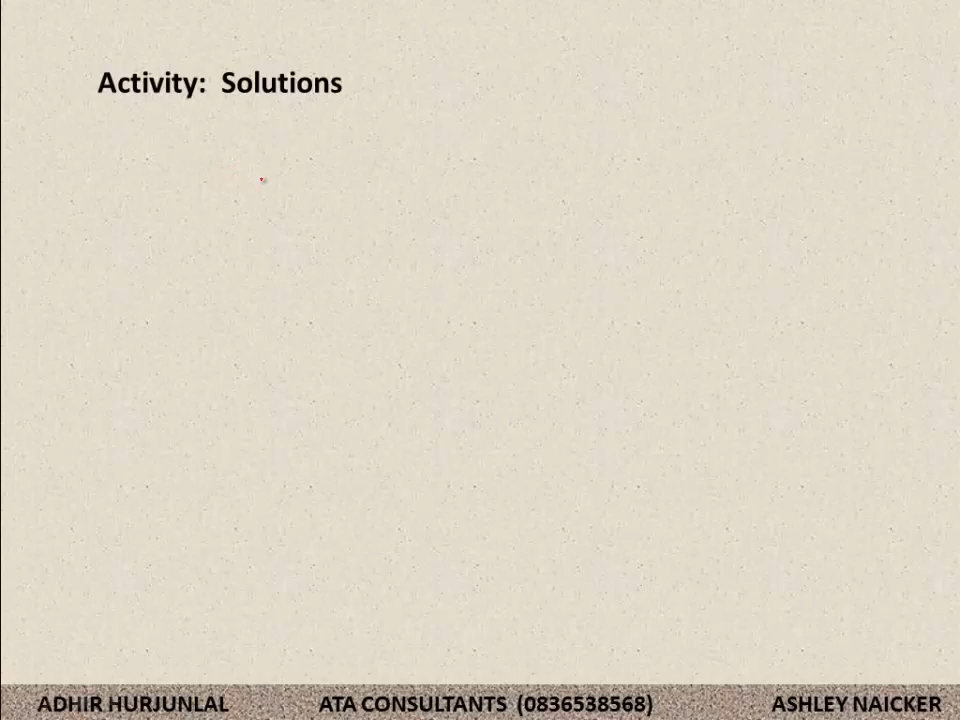 Activity: Solutions
ADHIR HURJUNLAL ATA CONSULTANTS (0836538568) ASHLEY NAICKER